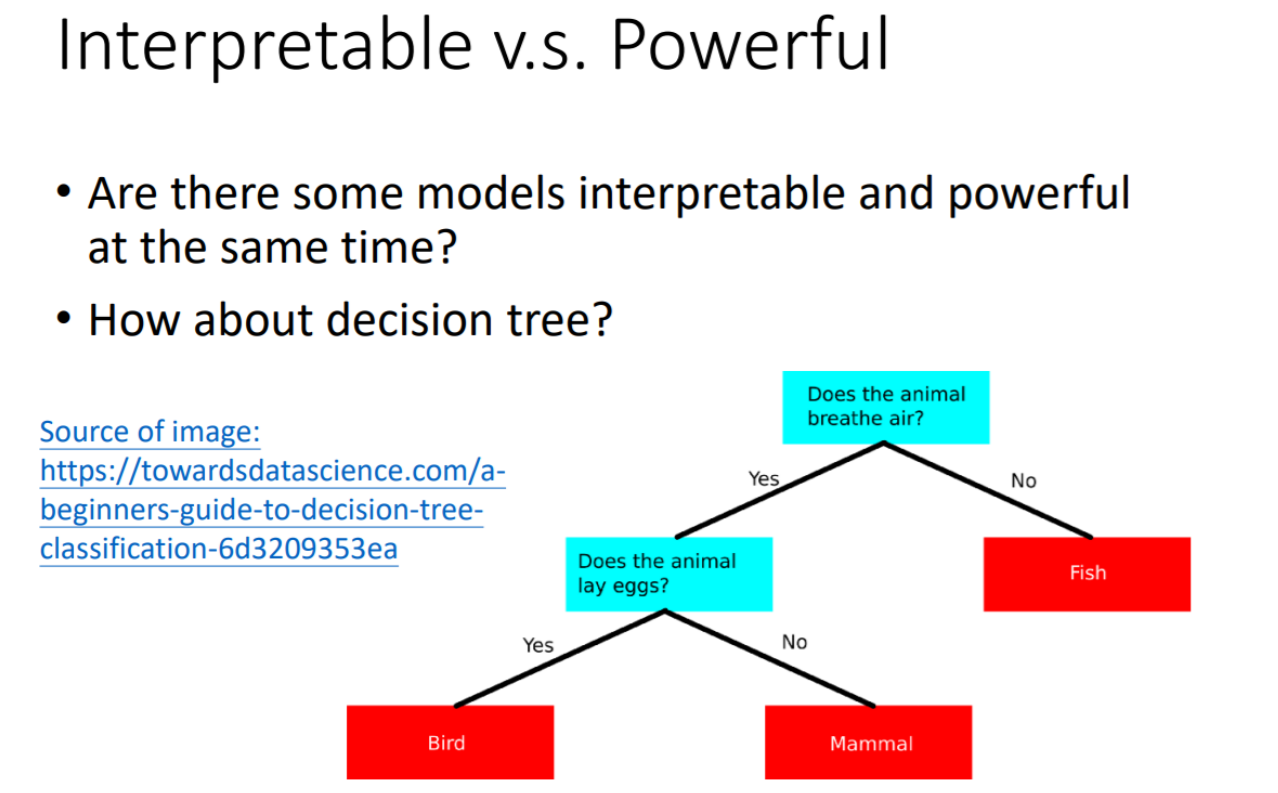 Interpretable v.s. Powerful
• Are there some models interpretable and powerful
at the same time?
• How about decision tree?
Source of image:
https://towardsdatascience.com/a-
beginners-guide-to-decision-tree-
classification-6d3209353ea
Does the animal
breathe air?
Yes
No
Does the animal
lay eggs?
Fish
Yes
No
Bird
Mammal